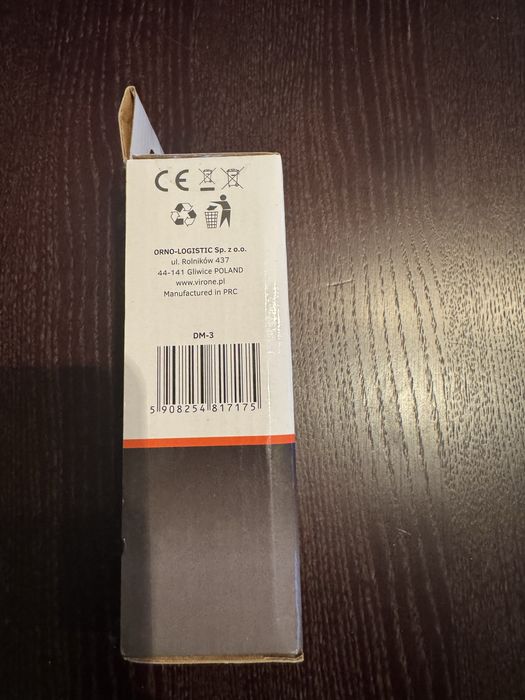 CE
ORNO-LOGISTIC Sp. z o.o.
ul. Rolników 437
44-141 Gliwice POLAND
www.virone.pl
Manufactured in PRC
DM-3
5 908254 817175